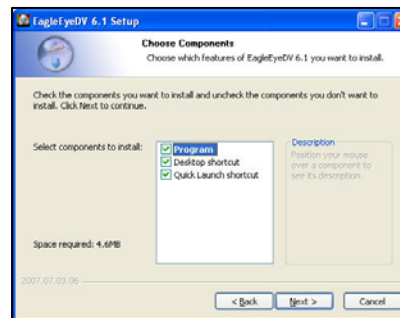 EagleEyeDV 6.1 Setup
Choose Components
Choose which features of EagleEyeDV 6.1 you want to install.
Check the components you want to install and uncheck the components you don't want to
install. Click Next to continue.
Select components to install:
Program
Desktop shortcut
Quick Launch shortcut
Description
Position your mouse
over a component to
see its description.
Space required: 4.6MB
2007.07.03.06
< Back
Next >
Cancel